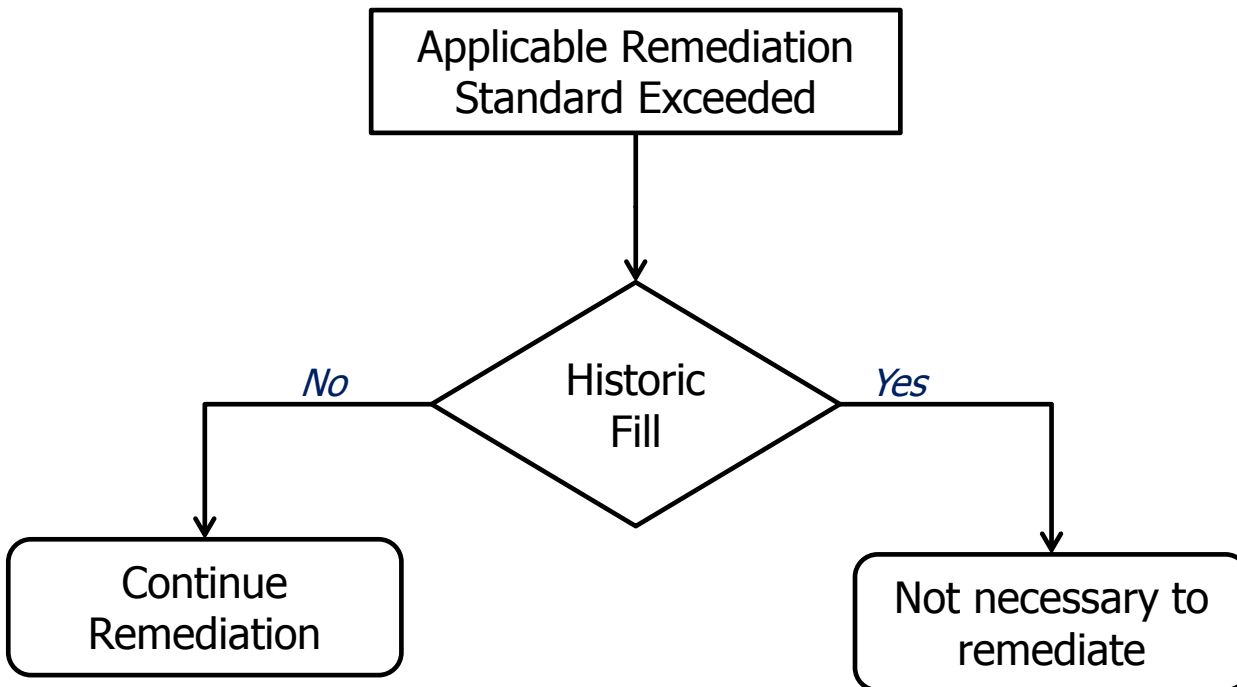 Applicable Remediation
Standard Exceeded
Historic
Fill
No
Yes
Continue
Remediation
Not necessary to
remediate